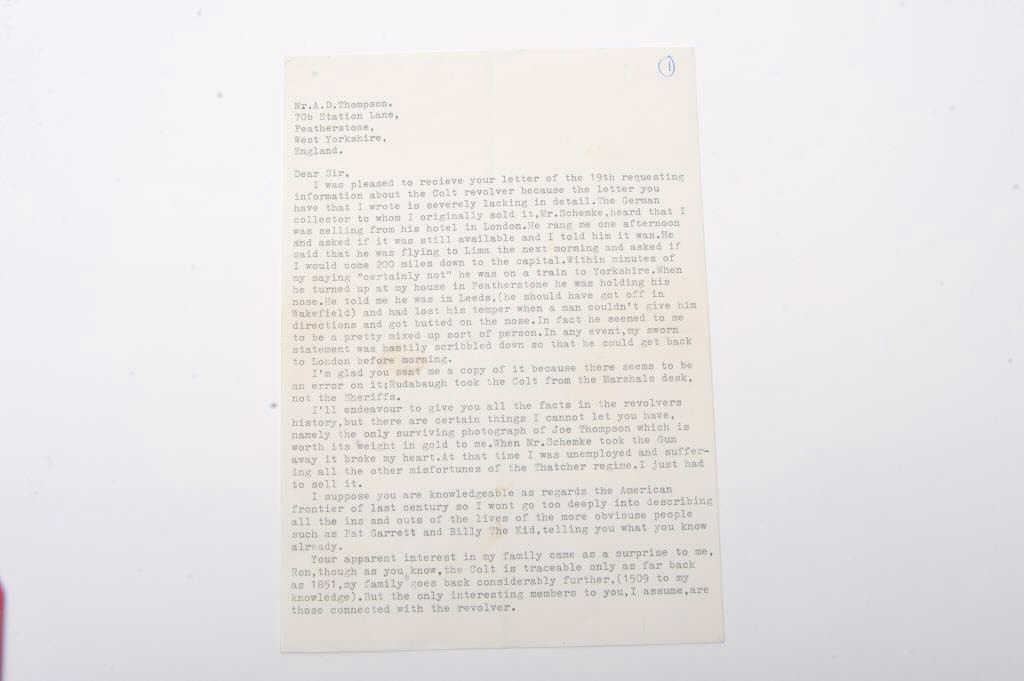 1
Mr.A.D.Thompson.
70b Station Lane,
Featherstone,
West Yorkshire,
England.
Dear Sir,
I was pleased to recieve your letter of the 19th requesting
information about the Colt revolver because the letter you
have that I wrote is severely lacking in detail.The German
collector to whom I originally sold it,Mr.Schemke,heard that I
was selling from his hotel in London.He rang me one afternoon
and asked if it was still available and I told him it was.He
said that he was flying to Lima the next morning and asked if
I would come 200 miles down to the capital.Within minutes of
my saying "certainly not" he was on a train to Yorkshire.When
he turned up at my house in Featherstone he was holding his
nose.He told me he was in Leeds,(he should have got off in
Wakefield) and had lost his temper when a man couldn't give him
directions and got butted on the nose.In fact he seemed to me
to be a pretty mixed up sort of person.In any event,my sworn
statement was hastily scribbled down so that he could get back
to London before morning.
I'm glad you sent me a copy of it because there seems to be
an error on it;Rudabaugh took the Colt from the Marshals desk,
not the Sheriffs.
I'll endeavour to give you all the facts in the revolvers
history,but there are certain things I cannot let you have,
namely the only surviving photograph of Joe Thompson which is
worth its weight in gold to me.When Mr.Schemke took the Gun
away it broke my heart.At that time I was unemployed and suffer-
ing all the other misfortunes of the Thatcher regime.I just had
to sell it.
I suppose you are knowledgeable as regards the American
frontier of last century so I wont go too deeply into describing
all the ins and outs of the lives of the more obviouse people
such as Pat Garrett and Billy The Kid,telling you what you know
already.
Your apparent interest in my family came as a surprise to me,
Ron,though as you know,the Colt is traceable only as far back
as 1851,my family goes back considerably further,(1509 to my
knowledge).But the only interesting members to you,I assume,are
those connected with the revolver.